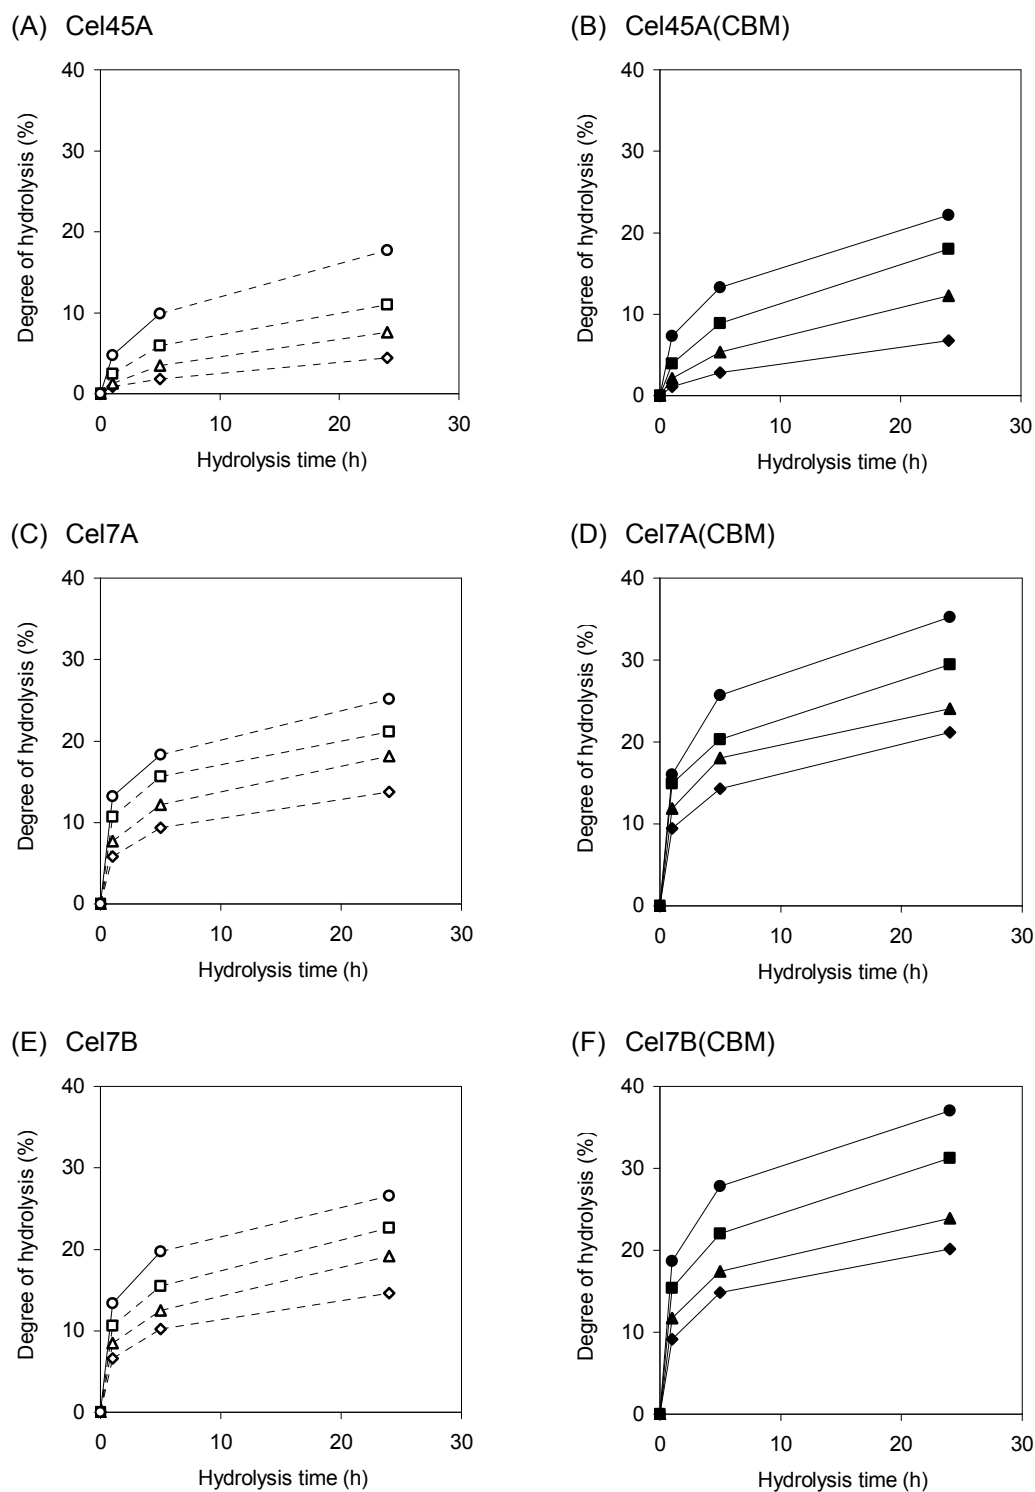 (A) Cel45A
40
30
20
10
0
0 10 20 30
Degree of hydrolysis (%)
Hydrolysis time (h)
(B) Cel45A(CBM)
40
30
20
10
0
0 10 20 30
Degree of hydrolysis (%)
Hydrolysis time (h)
(C) Cel7A
40
30
20
10
0
0 10 20 30
Degree of hydrolysis (%)
Hydrolysis time (h)
(D) Cel7A(CBM)
40
30
20
10
0
0 10 20 30
Degree of hydrolysis (%)
Hydrolysis time (h)
(E) Cel7B
40
30
20
10
0
0 10 20 30
Degree of hydrolysis (%)
Hydrolysis time (h)
(F) Cel7B(CBM)
40
30
20
10
0
0 10 20 30
Degree of hydrolysis (%)
Hydrolysis time (h)